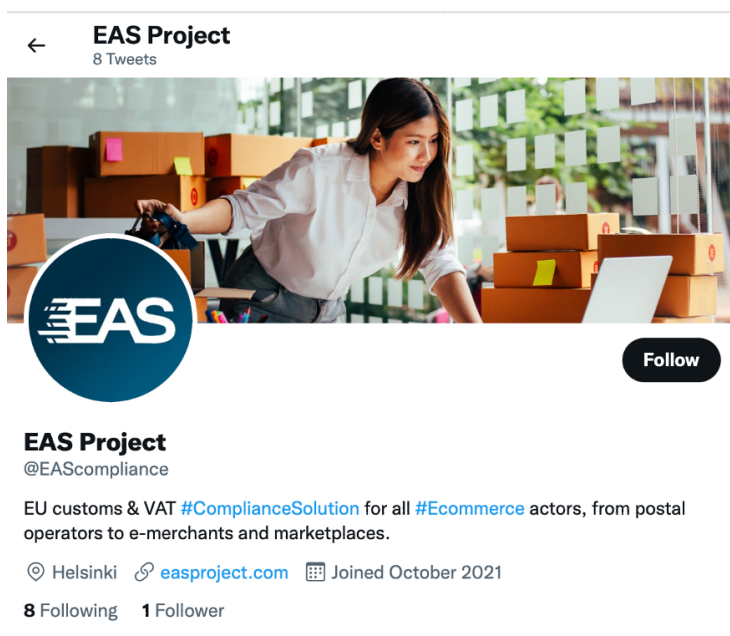 EAS Project
8 Tweets
EAS
Follow
EAS Project
@EAScompliance
EU customs & VAT #ComplianceSolution for all #Ecommerce actors, from postal
operators to e-merchants and marketplaces.
Helsinki easproject.com Joined October 2021
8 Following 1 Follower